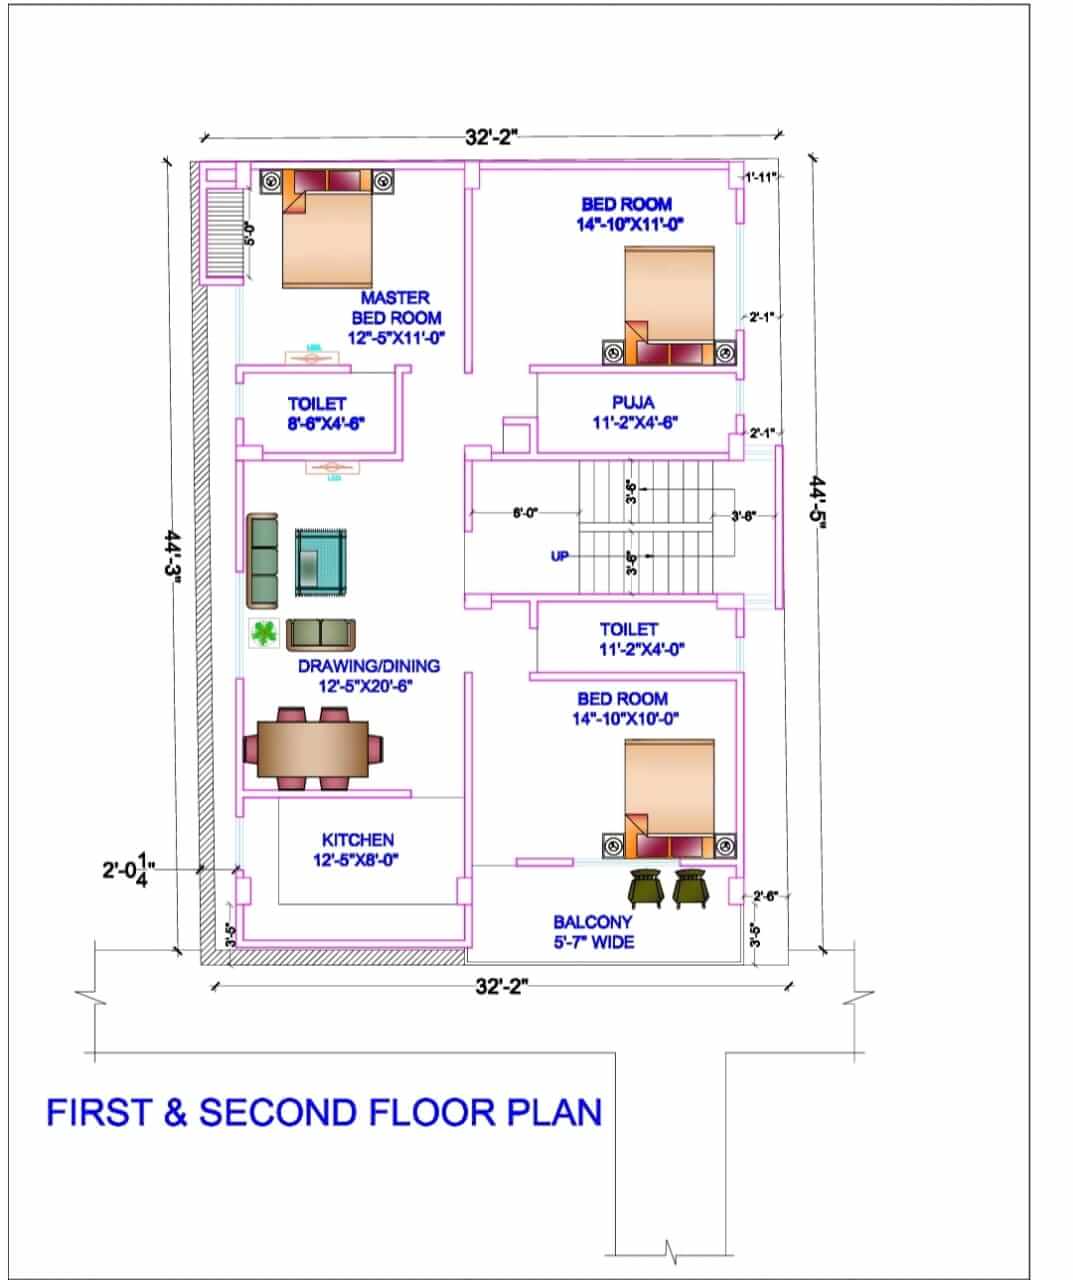 32'-2"
1'-11"
BED ROOM
14"-10"X11'-0"
5'-0"
MASTER
BED ROOM
12"-5"X11'-0"
2'-1"
TOILET
8'-6"X4'-6"
PUJA
11'-2"X4'-6"
2'-1"
44'-3"
44'-5"
3'-6"
6'-0"
3'-6"
UP
3'-6"
TOILET
11'-2"X4'-0"
DRAWING/DINING
12'-5"X20'-6"
BED ROOM
14"-10"X10'-0"
KITCHEN
12'-5"X8'-0"
2'-0 1/4"
2'-6"
BALCONY
5'-7" WIDE
3'-5"
3'-5"
32'-2"
FIRST & SECOND FLOOR PLAN